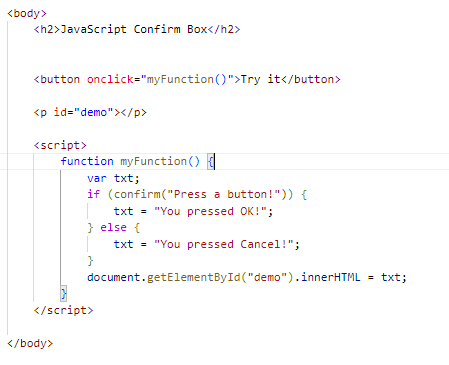 <body>
<h2>JavaScript Confirm Box</h2>
<button onclick="myFunction()">Try it</button>
<p id="demo"></p>
<script>
function myFunction() {
var txt;
if (confirm("Press a button!")) {
txt = "You pressed OK!";
} else {
txt = "You pressed Cancel!";
}
document.getElementById("demo").innerHTML = txt;
}
</script>
</body>